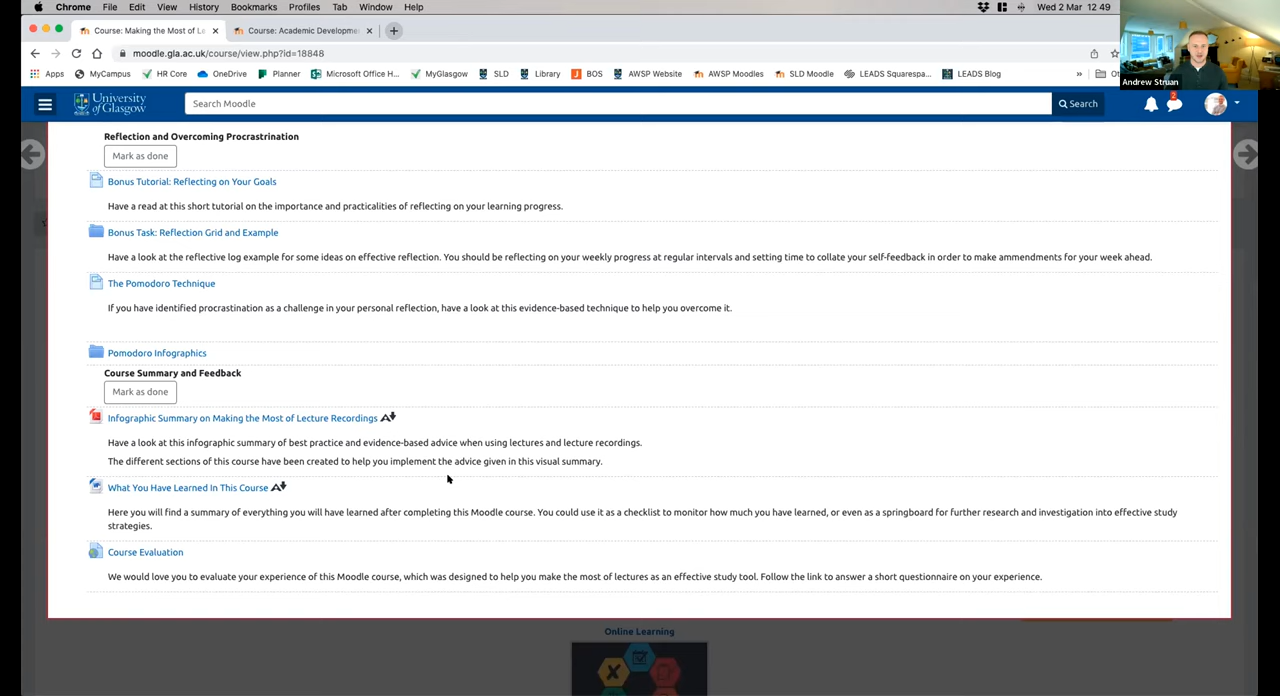 Chrome File Edit View History Bookmarks Profiles Tab Window Help Wed 2 Mar 12 49
Course: Making the Most of Le Course: Academic Developme
moodle.gla.ac.uk/course/view.php?id=18848
Apps MyCampus HR Core OneDrive Planner Microsoft Office H... MyGlasgow SLD Library BOS AWSP Website AWSP Moodles SLD Moodle LEADS Squarespa... LEADS Blog » Ot
Andrew Struan
University of Glasgow
Search Moodle
Search
2
Reflection and Overcoming Procrastrination
Mark as done
Bonus Tutorial: Reflecting on Your Goals
Have a read at this short tutorial on the importance and practicalities of reflecting on your learning progress.
Bonus Task: Reflection Grid and Example
Have a look at the reflective log example for some ideas on effective reflection. You should be reflecting on your weekly progress at regular intervals and setting time to collate your self-feedback in order to make ammendments for your week ahead.
The Pomodoro Technique
If you have identified procrastination as a challenge in your personal reflection, have a look at this evidence-based technique to help you overcome it.
Pomodoro Infographics
Course Summary and Feedback
Mark as done
Infographic Summary on Making the Most of Lecture Recordings
Have a look at this infographic summary of best practice and evidence-based advice when using lectures and lecture recordings.
The different sections of this course have been created to help you implement the advice given in this visual summary.
What You Have Learned In This Course
Here you will find a summary of everything you will have learned after completing this Moodle course. You could use it as a checklist to monitor how much you have learned, or even as a springboard for further research and investigation into effective study
strategies.
Course Evaluation
We would love you to evaluate your experience of this Moodle course, which was designed to help you make the most of lectures as an effective study tool. Follow the link to answer a short questionnaire on your experience.
Online Learning